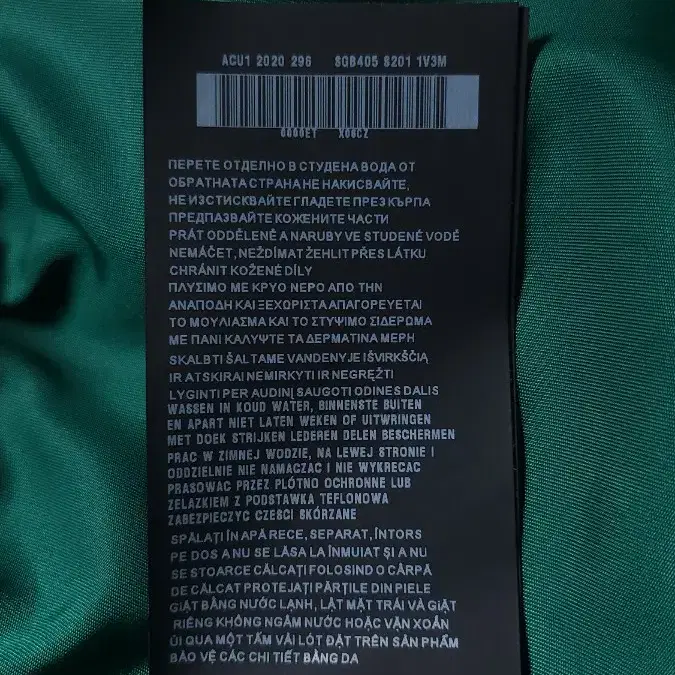 ACU1 2020 296 SQB405 8201 1V3M
6000ET X06CZ
ПЕРЕТЕ ОТДЕЛНО В СТУДЕНА ВОДА ОТ
ОБРАТНАТА СТРАНА НЕ НАКИСВАЙТЕ,
НЕ ИЗСТИСКВАЙТЕ ГЛАДЕТЕ ПРЕЗ КЪРПА
ПРЕДПАЗВАЙТЕ КОЖЕНИТЕ ЧАСТИ
PRÁT ODDĚLENĚ A NARUBY VE STUDENÉ VODĚ
NEMÁČET, NEŽDÍMAT ŽEHLIT PŘES LÁTKU
CHRÁNIT KOŽENÉ DÍLY
ΠΛΥΣΙΜΟ ΜΕ ΚΡΥΟ ΝΕΡΟ ΑΠΟ ΤΗΝ
ΑΝΑΠΟΔΗ ΚΑΙ ΞΕΧΩΡΙΣΤΑ ΑΠΑΓΟΡΕΥΕΤΑΙ
ΤΟ ΜΟΥΛΙΑΣΜΑ ΚΑΙ ΤΟ ΣΤΥΨΙΜΟ ΣΙΔΕΡΩΜΑ
ΜΕ ΠΑΝΙ ΚΑΛΥΨΤΕ ΤΑ ΔΕΡΜΑΤΙΝΑ ΜΕΡΗ
SKALBTI ŠALTAME VANDENYJE IŠVIRKŠČIĄ
IR ATSKIRAI NEMIRKYTI IR NEGRĘŽTI
LYGINTI PER AUDINĮ SAUGOTI ODINES DALIS
WASSEN IN KOUD WATER, BINNENSTE BUITEN
EN APART NIET LATEN WEKEN OF UITWRINGEN
MET DOEK STRIJKEN LEDEREN DELEN BESCHERMEN
PRAC W ZIMNEJ WODZIE, NA LEWEJ STRONIE I
ODDZIELNIE NIE NAMACZAC I NIE WYKRECAC
PRASOWAC PRZEZ PLÓTNO OCHRONNE LUB
ZELAZKIEM Z PODSTAWKA TEFLONOWA
ZABEZPIECZYC CZESCI SKÓRZANE
SPĂLAȚI ÎN APĂ RECE, SEPARAT, ÎNTORS
PE DOS A NU SE LĂSA LA ÎNMUIAT ȘI A NU
SE STOARCE CĂLCAȚI FOLOSIND O CÂRPĂ
DE CĂLCAT PROTEJAȚI PĂRȚILE DIN PIELE
GIẶT BẰNG NƯỚC LẠNH, LẬT MẶT TRÁI VÀ GIẶT
RIÊNG KHÔNG NGÂM NƯỚC HOẶC VẶN XOẮN
ỦI QUA MỘT TẤM VẢI LÓT ĐẶT TRÊN SẢN PHẨM
BẢO VỆ CÁC CHI TIẾT BẰNG DA